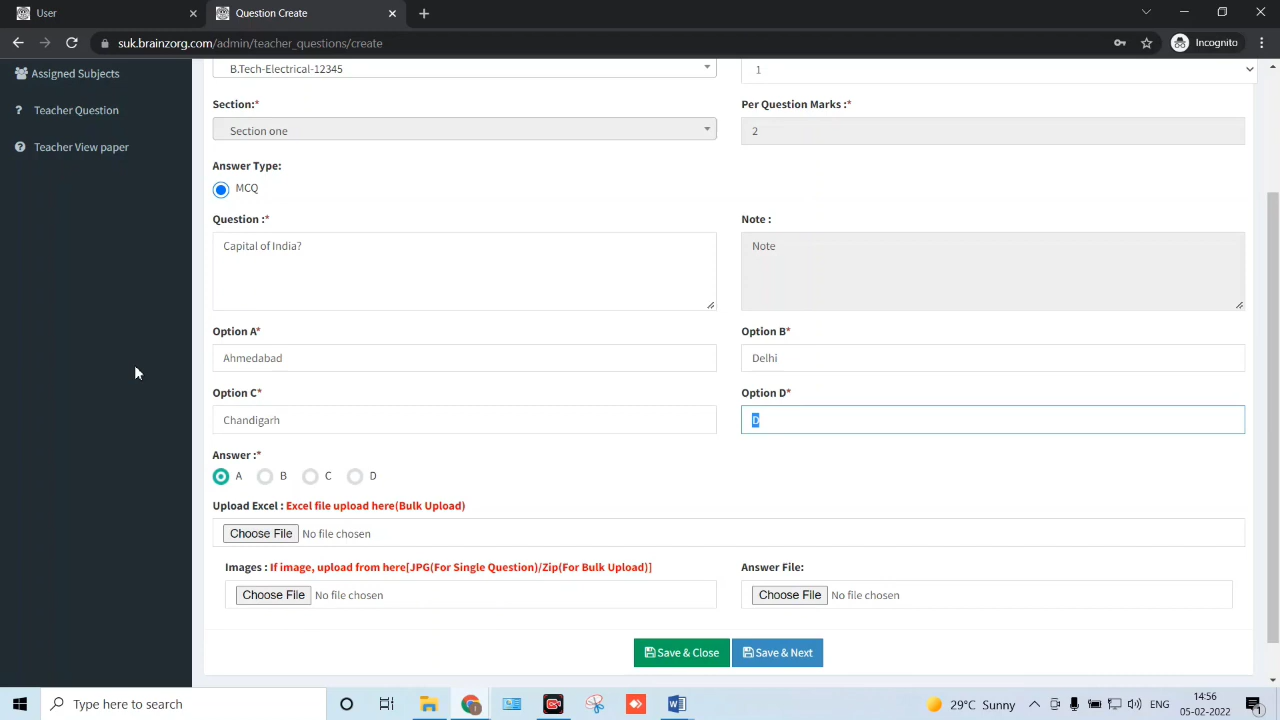 User
Question Create
suk.brainzorg.com/admin/teacher_questions/create
Incognito
Assigned Subjects
Teacher Question
Teacher View paper
B.Tech-Electrical-12345
1
Section:*
Per Question Marks :*
Section one
2
Answer Type:
MCQ
Question :*
Note :
Capital of India?
Note
Option A*
Option B*
Ahmedabad
Delhi
Option C*
Option D*
Chandigarh
D
Answer :*
A B C D
Upload Excel : Excel file upload here(Bulk Upload)
Choose File No file chosen
Images : If image, upload from here[JPG(For Single Question)/Zip(For Bulk Upload)]
Answer File:
Choose File No file chosen
Choose File No file chosen
Save & Close
Save & Next
Type here to search
29°C Sunny
ENG
14:56
05-02-2022
1